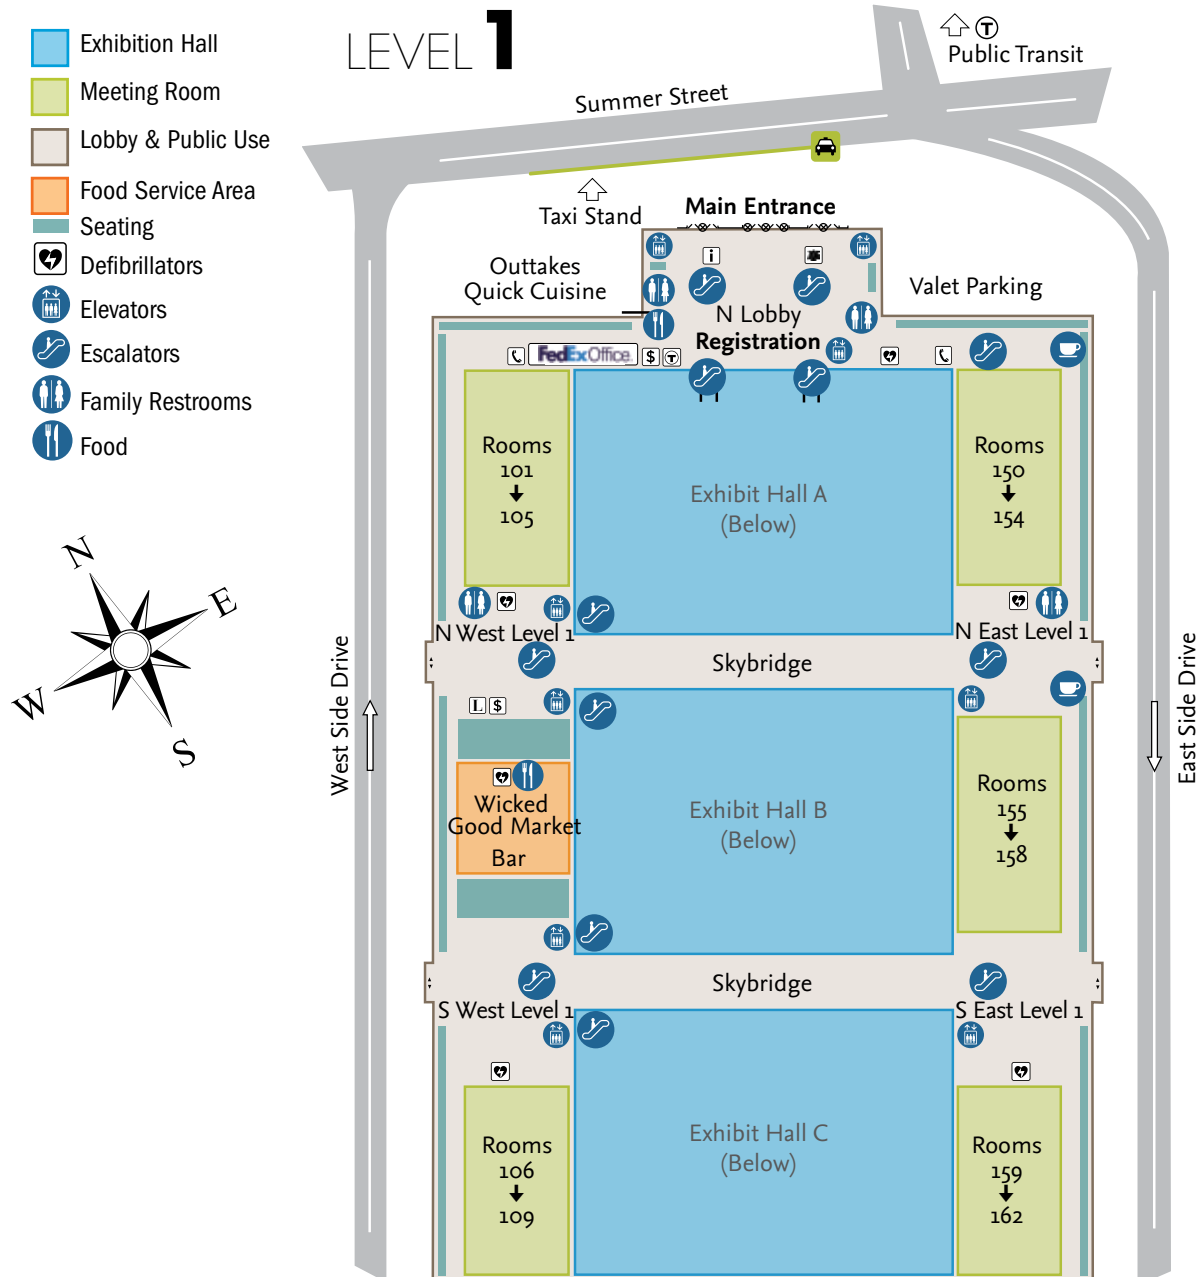 LEVEL 1
Exhibition Hall
Meeting Room
Lobby & Public Use
Food Service Area
Seating
Defibrillators
Elevators
Escalators
Family Restrooms
Food
T
Public Transit
Summer Street
Taxi Stand
Main Entrance
Outtakes
Quick Cuisine
Valet Parking
i
N Lobby
Registration
FedEx Office
$
T
Rooms
101
105
Exhibit Hall A
(Below)
Rooms
150
154
N
E
W
S
N West Level 1
N East Level 1
Skybridge
West Side Drive
East Side Drive
L
$
Wicked
Good Market
Bar
Exhibit Hall B
(Below)
Rooms
155
158
Skybridge
S West Level 1
S East Level 1
Rooms
106
109
Exhibit Hall C
(Below)
Rooms
159
162